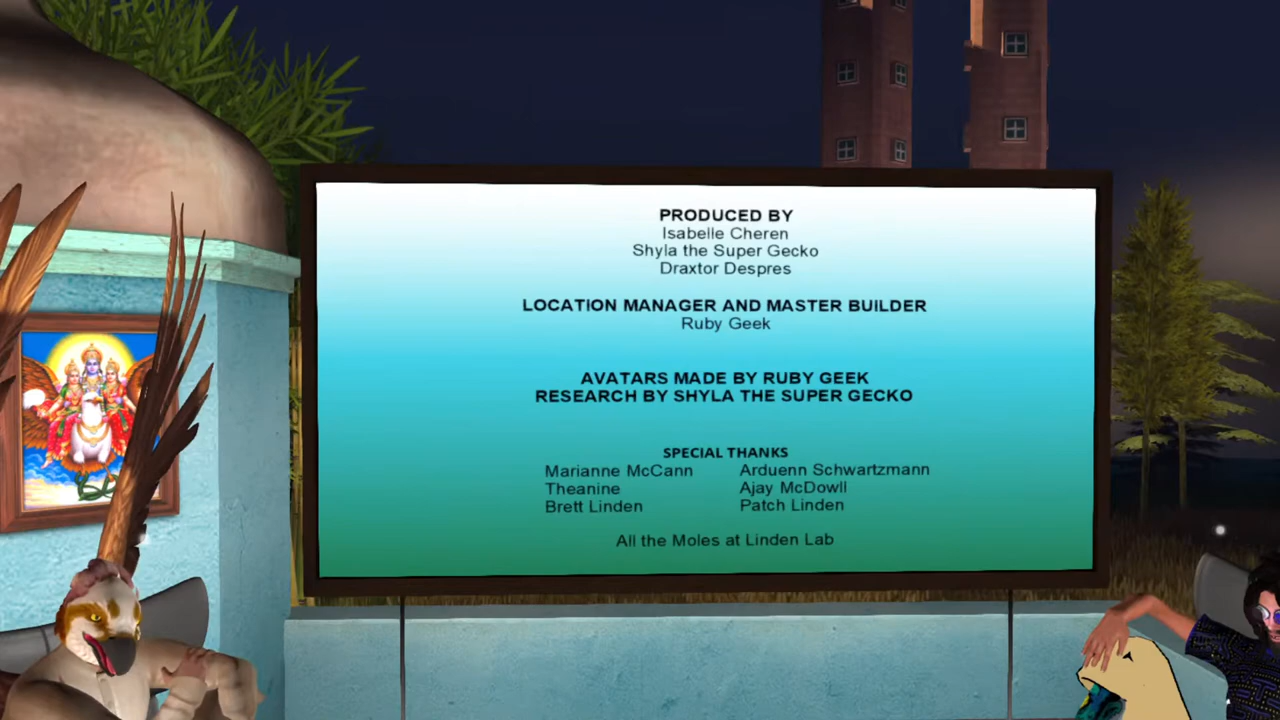 PRODUCED BY
Isabelle Cheren
Shyla the Super Gecko
Draxtor Despres
LOCATION MANAGER AND MASTER BUILDER
Ruby Geek
AVATARS MADE BY RUBY GEEK
RESEARCH BY SHYLA THE SUPER GECKO
SPECIAL THANKS
Marianne McCann Arduenn Schwartzmann
Theanine Ajay McDowll
Brett Linden Patch Linden
All the Moles at Linden Lab